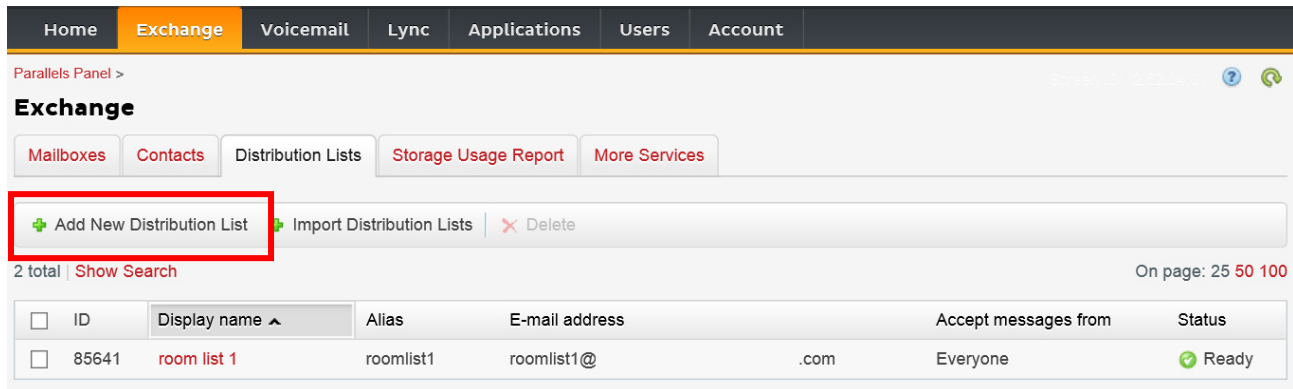 Home Exchange Voicemail Lync Applications Users Account
Parallels Panel >
Exchange
Mailboxes Contacts Distribution Lists Storage Usage Report More Services
Add New Distribution List Import Distribution Lists Delete
2 total | Show Search On page: 25 50 100
ID Display name Alias E-mail address Accept messages from Status
85641 room list 1 roomlist1 roomlist1@ .com Everyone Ready